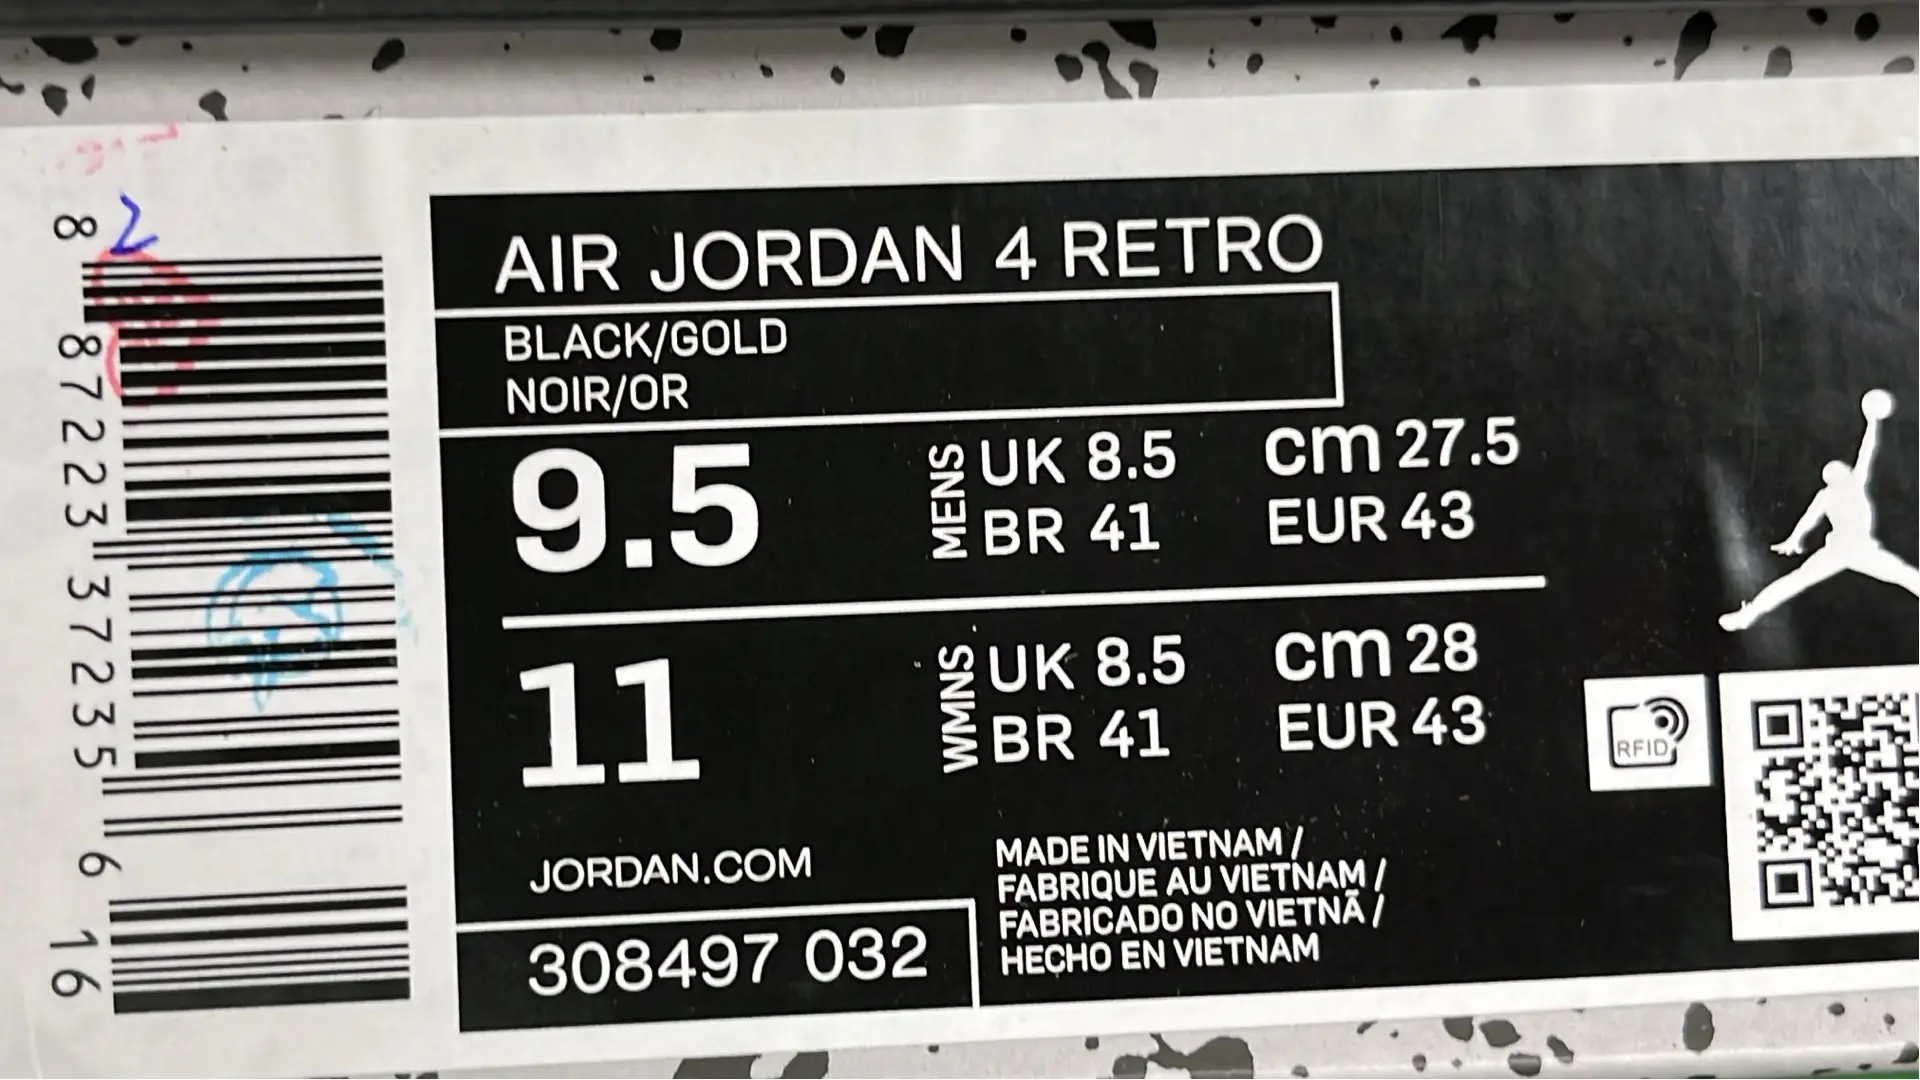 2
8 87223 37235 6 16
AIR JORDAN 4 RETRO
BLACK/GOLD
NOIR/OR
9.5 MENS UK 8.5 cm 27.5
BR 41 EUR 43
11 WMNS UK 8.5 cm 28
BR 41 EUR 43
RFID
JORDAN.COM
308497 032
MADE IN VIETNAM /
FABRIQUE AU VIETNAM /
FABRICADO NO VIETNÃ /
HECHO EN VIETNAM